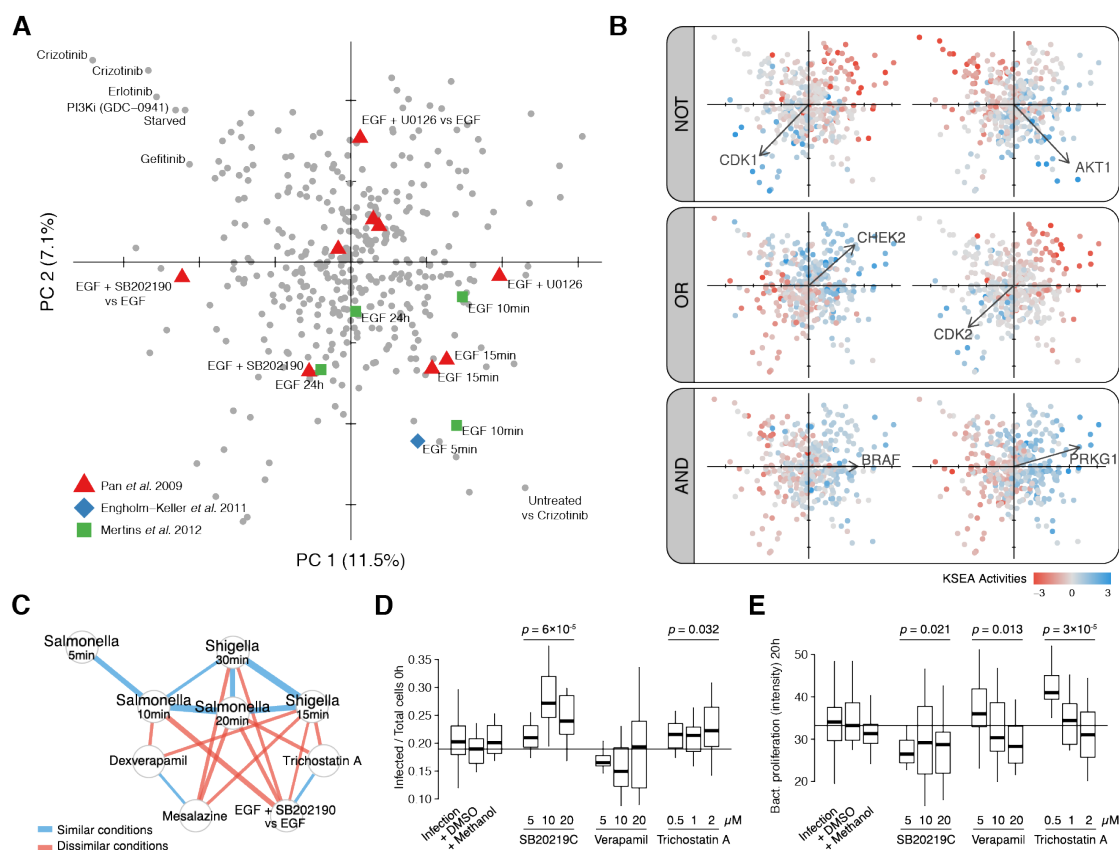 A
Crizotinib
Crizotinib
Erlotinib
PI3Ki (GDC−0941)
Starved
Gefitinib
EGF + U0126 vs EGF
EGF + SB202190
vs EGF
EGF + U0126
EGF 10min
EGF 24h
EGF 15min
EGF + SB202190
EGF 24h
EGF 15min
EGF 10min
EGF 5min
Untreated
vs Crizotinib
PC 2 (7.1%)
PC 1 (11.5%)
Pan et al. 2009
Engholm−Keller et al. 2011
Mertins et al. 2012
B
NOT
CDK1
AKT1
OR
CHEK2
CDK2
AND
BRAF
PRKG1
KSEA Activities
−3 0 3
C
Salmonella
5min
Shigella
30min
Salmonella
10min
Salmonella
20min
Shigella
15min
Dexverapamil
Trichostatin A
Mesalazine
EGF + SB202190
vs EGF
Similar conditions
Dissimilar conditions
D
p = 6×10⁻⁵
p = 0.032
Infected / Total cells 0h
0.35
0.30
0.25
0.20
0.15
0.10
Infection
+ DMSO
+ Methanol
5 10 20
SB20219C
5 10 20
Verapamil
0.5 1 2 µM
Trichostatin A
E
p = 0.021
p = 0.013
p = 3×10⁻⁵
Bact. proliferation (intensity) 20h
50
40
30
20
Infection
+ DMSO
+ Methanol
5 10 20
SB20219C
5 10 20
Verapamil
0.5 1 2 µM
Trichostatin A